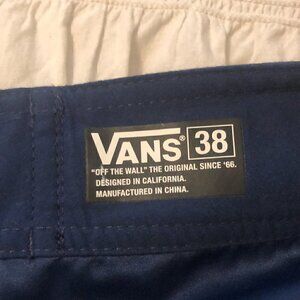 VANS® 38
"OFF THE WALL" THE ORIGINAL SINCE '66.
DESIGNED IN CALIFORNIA.
MANUFACTURED IN CHINA.